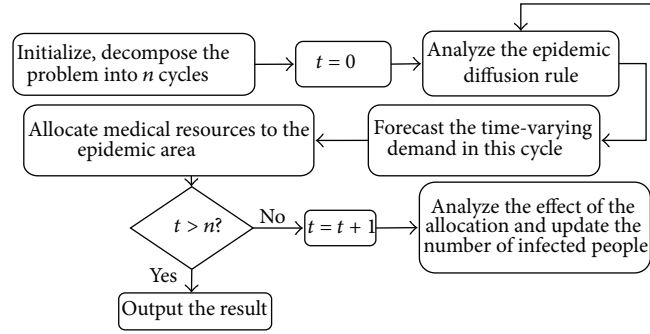 Initialize, decompose the
problem into n cycles
t = 0
Analyze the epidemic
diffusion rule
Allocate medical resources to the
epidemic area
Forecast the time-varying
demand in this cycle
t > n?
No
t = t + 1
Analyze the effect of the
allocation and update the
number of infected people
Yes
Output the result